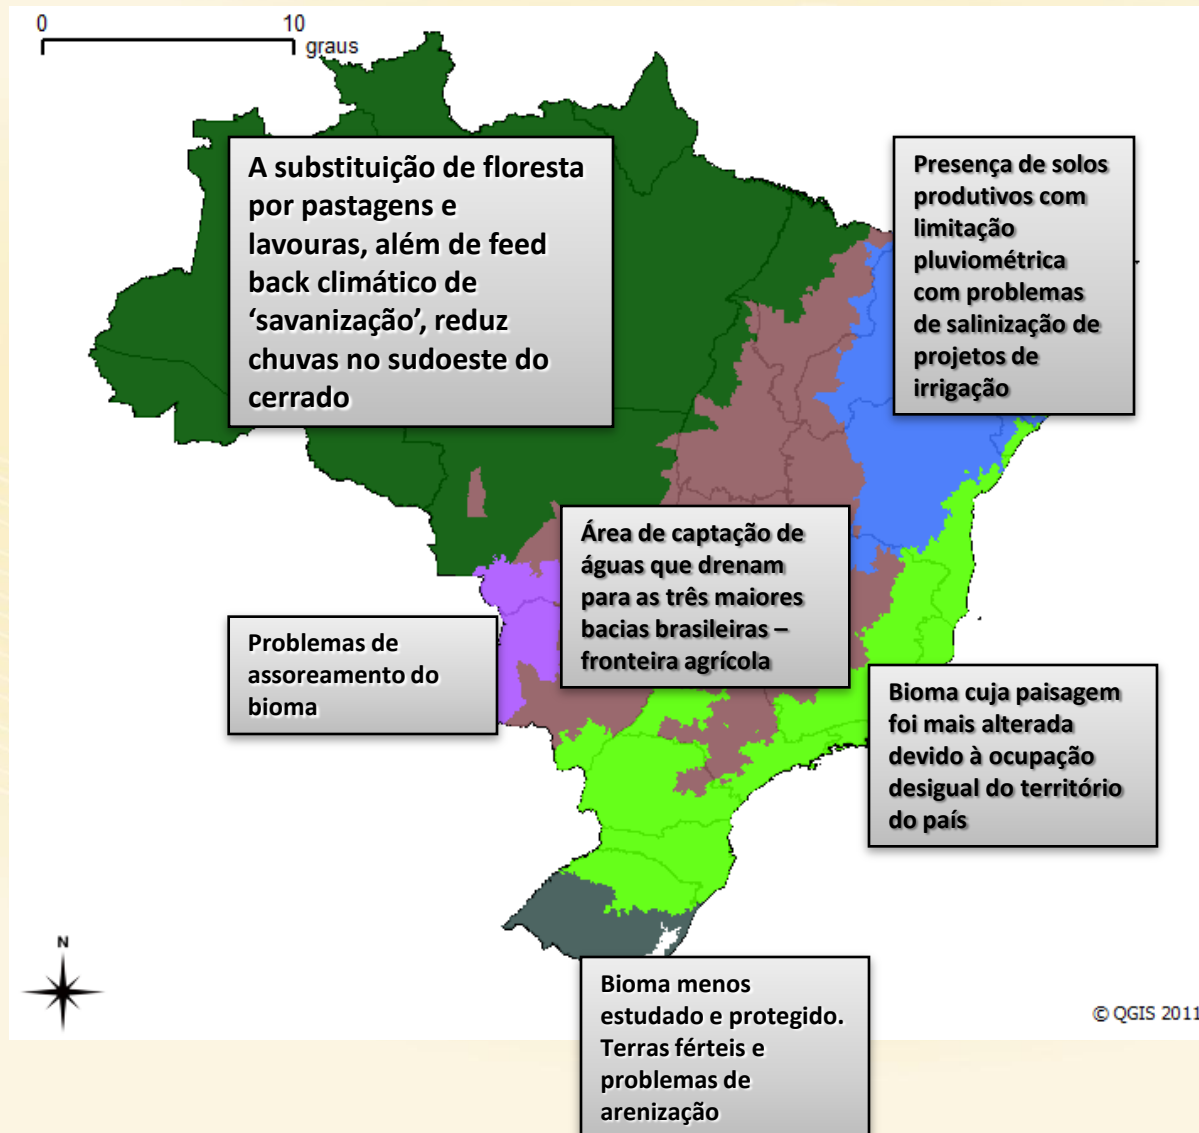 0 10
graus
A substituição de floresta
por pastagens e
lavouras, além de feed
back climático de
‘savanização’, reduz
chuvas no sudoeste do
cerrado
Presença de solos
produtivos com
limitação
pluviométrica
com problemas
de salinização de
projetos de
irrigação
Área de captação de
águas que drenam
para as três maiores
bacias brasileiras –
fronteira agrícola
Problemas de
assoreamento do
bioma
Bioma cuja paisagem
foi mais alterada
devido à ocupação
desigual do território
do país
N
Bioma menos
estudado e protegido.
Terras férteis e
problemas de
arenização
© QGIS 2011